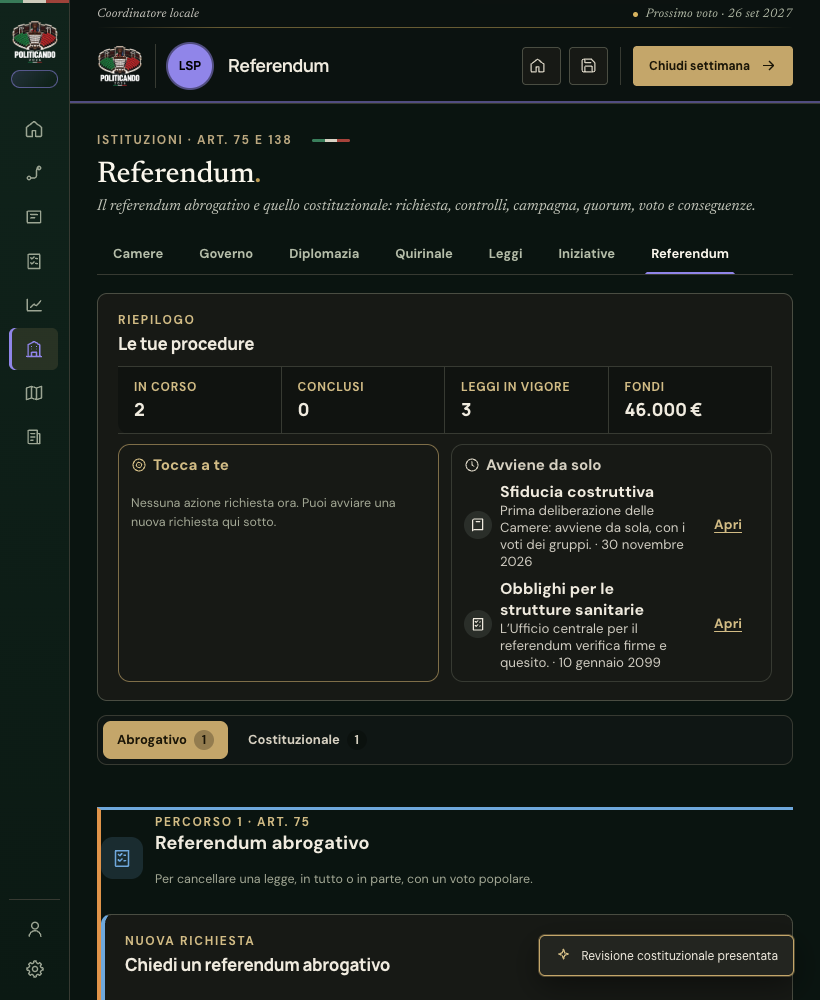 Coordinatore locale
Prossimo voto · 26 set 2027
POLITICANDO
POLITICANDO
LSP
Referendum
Chiudi settimana
ISTITUZIONI · ART. 75 E 138
Referendum.
Il referendum abrogativo e quello costituzionale: richiesta, controlli, campagna, quorum, voto e conseguenze.
Camere
Governo
Diplomazia
Quirinale
Leggi
Iniziative
Referendum
RIEPILOGO
Le tue procedure
IN CORSO
2
CONCLUSI
0
LEGGI IN VIGORE
3
FONDI
46.000 €
Tocca a te
Nessuna azione richiesta ora. Puoi avviare una
nuova richiesta qui sotto.
Avviene da solo
Sfiducia costruttiva
Prima deliberazione delle
Camere: avviene da sola, con i
voti dei gruppi. · 30 novembre
2026
Apri
Obblighi per le
strutture sanitarie
L'Ufficio centrale per il
referendum verifica firme e
quesito. · 10 gennaio 2099
Apri
Abrogativo 1
Costituzionale 1
PERCORSO 1 · ART. 75
Referendum abrogativo
Per cancellare una legge, in tutto o in parte, con un voto popolare.
NUOVA RICHIESTA
Chiedi un referendum abrogativo
Revisione costituzionale presentata